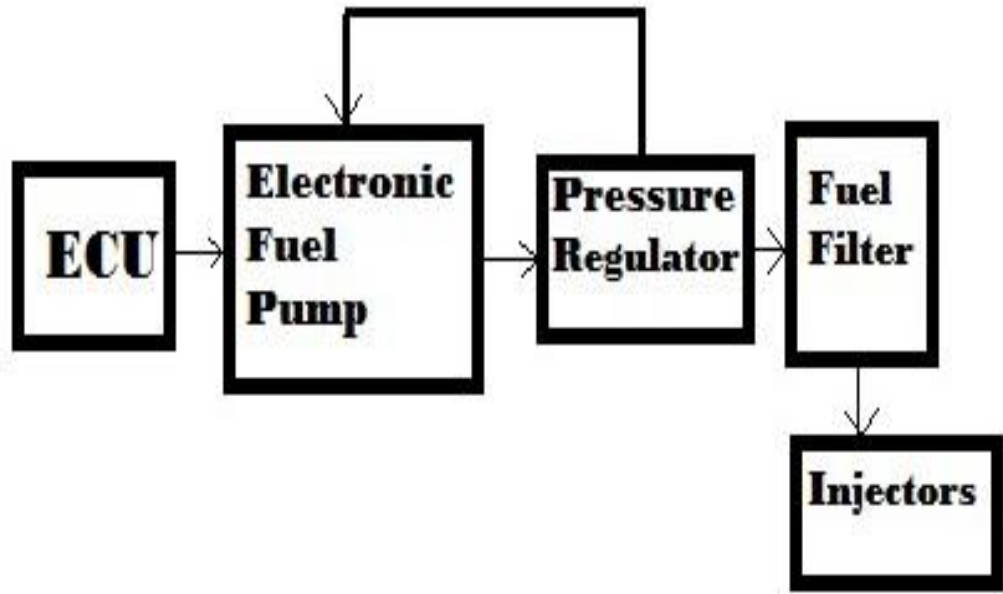 ECU
Electronic
Fuel
Pump
Pressure
Regulator
Fuel
Filter
Injectors